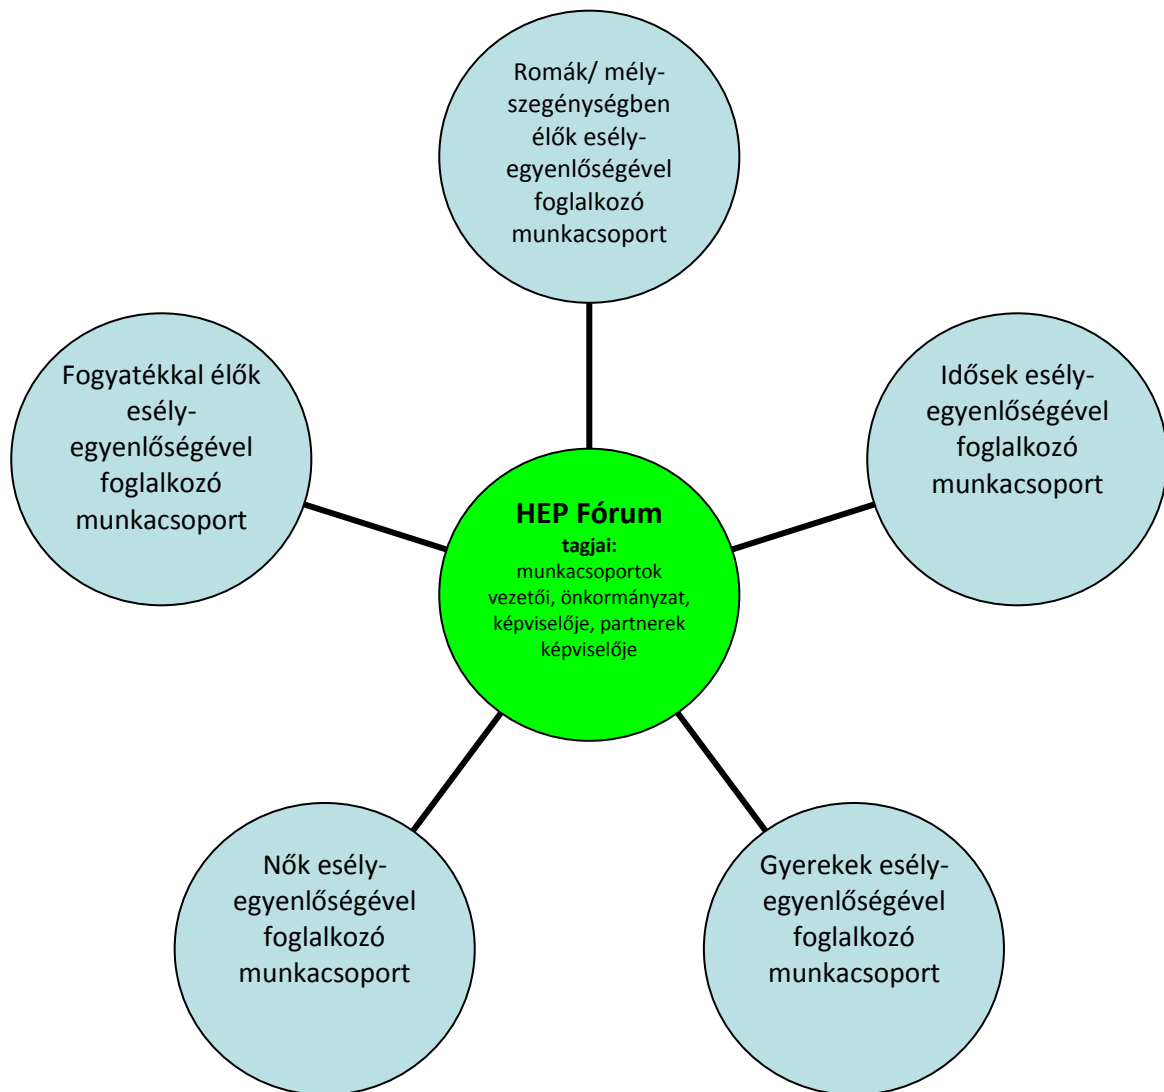 Romák/ mély-
szegénységben
élők esély-
egyenlőségével
foglalkozó
munkacsoport
Fogyatékkal élők
esély-
egyenlőségével
foglalkozó
munkacsoport
Idősek esély-
egyenlőségével
foglalkozó
munkacsoport
HEP Fórum
tagjai:
munkacsoportok
vezetői, önkormányzat,
képviselője, partnerek
képviselője
Nők esély-
egyenlőségével
foglalkozó
munkacsoport
Gyerekek esély-
egyenlőségével
foglalkozó
munkacsoport